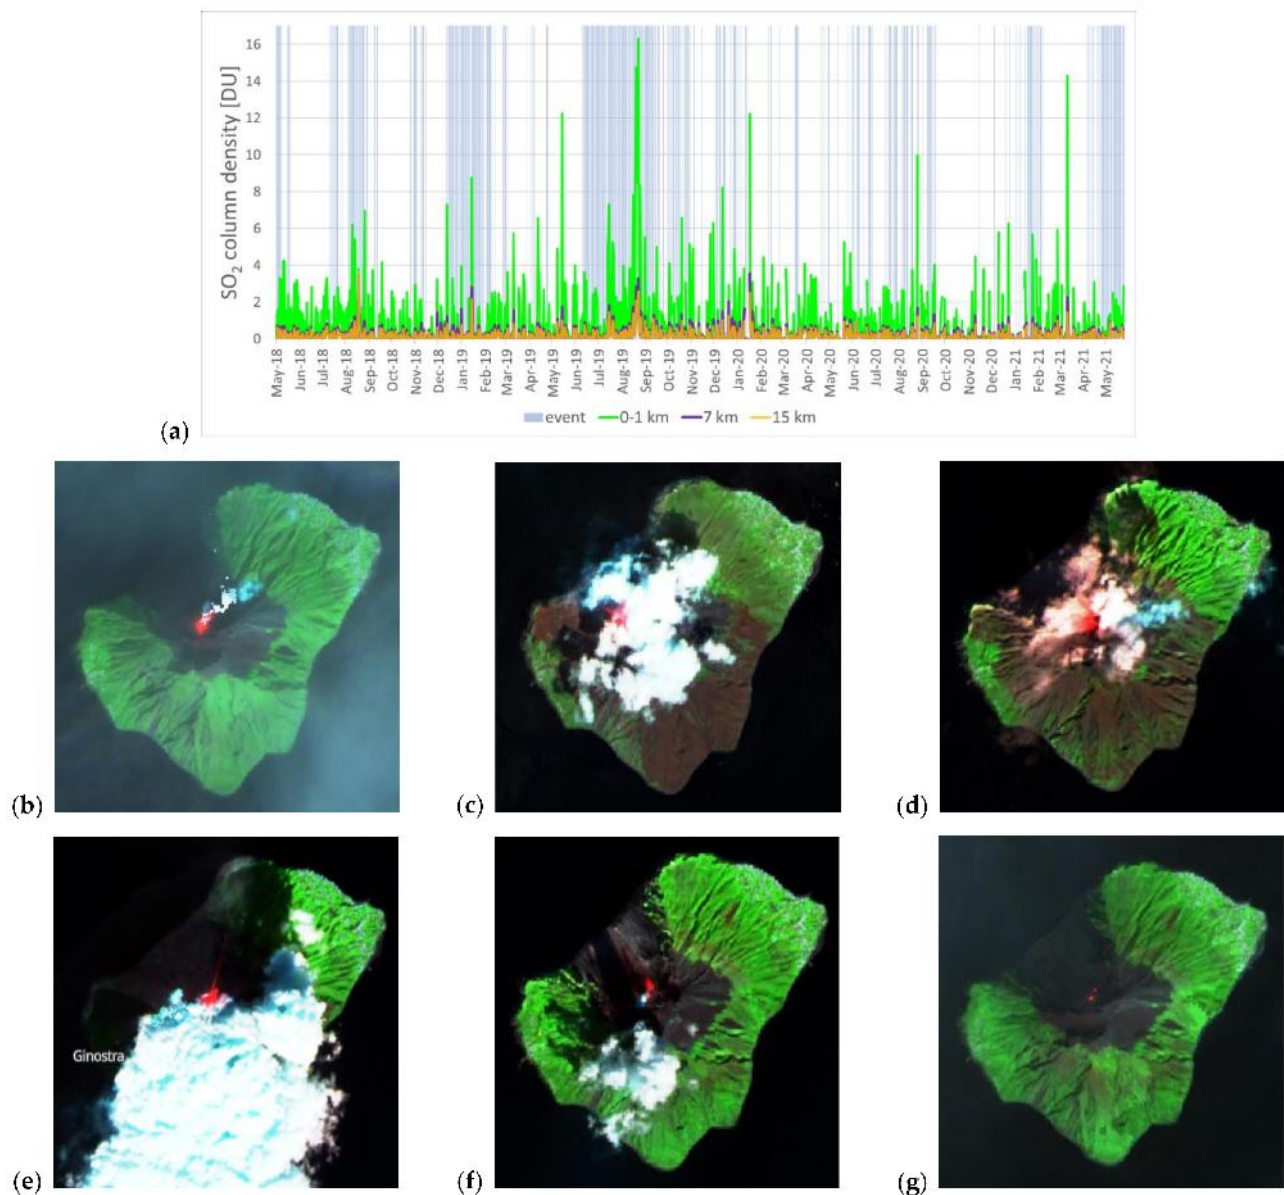 16
14
12
10
8
6
4
2
0
SO2 column density [DU]
May-18 Jun-18 Jul-18 Aug-18 Sep-18 Oct-18 Nov-18 Dec-18 Jan-19 Feb-19 Mar-19 Apr-19 May-19 Jun-19 Jul-19 Aug-19 Sep-19 Oct-19 Nov-19 Dec-19 Jan-20 Feb-20 Mar-20 Apr-20 May-20 Jun-20 Jul-20 Aug-20 Sep-20 Oct-20 Nov-20 Dec-20 Jan-21 Feb-21 Mar-21 Apr-21 May-21
event 0-1 km 7 km 15 km
(a)
(b) (c) (d)
Ginostra
(e) (f) (g)